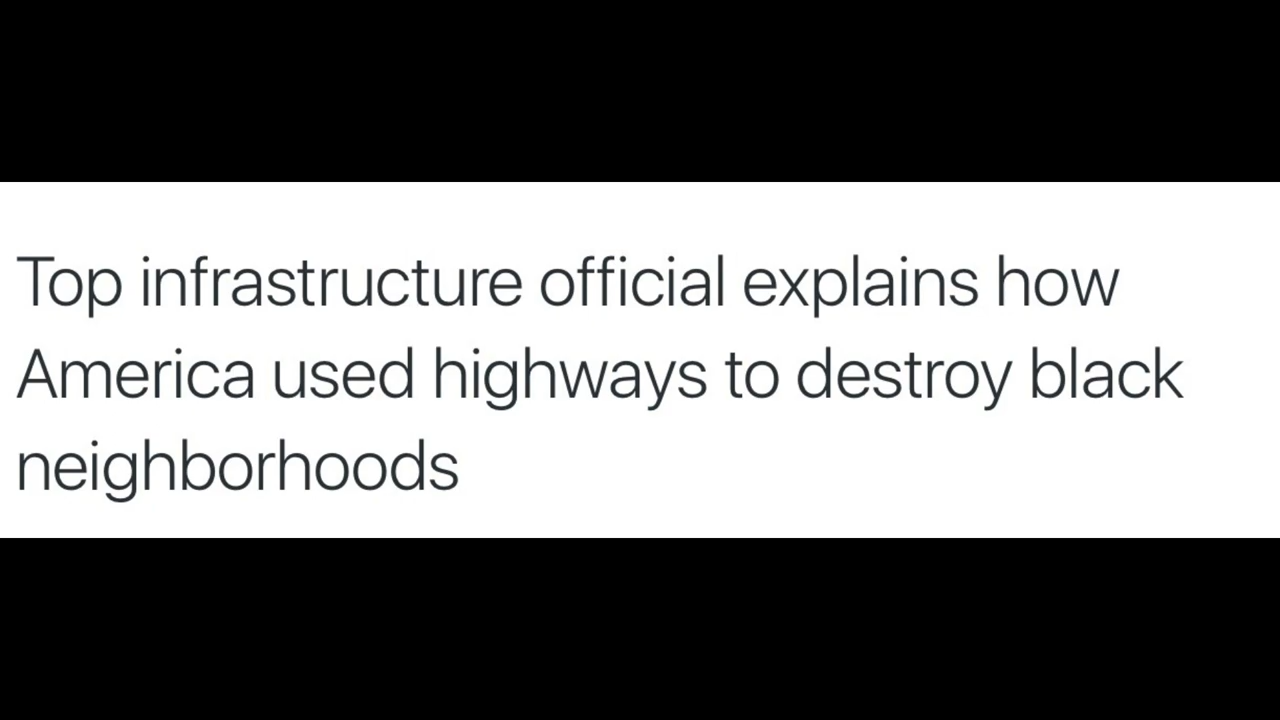 Top infrastructure official explains how
America used highways to destroy black
neighborhoods